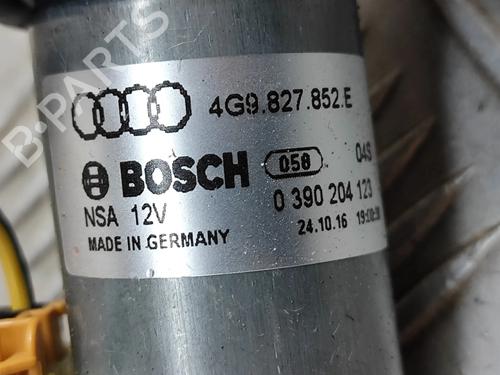 4G9.827.852.E
BOSCH 058 04S
NSA 12V 0 390 204 123
MADE IN GERMANY 24.10.16
B-PARTS